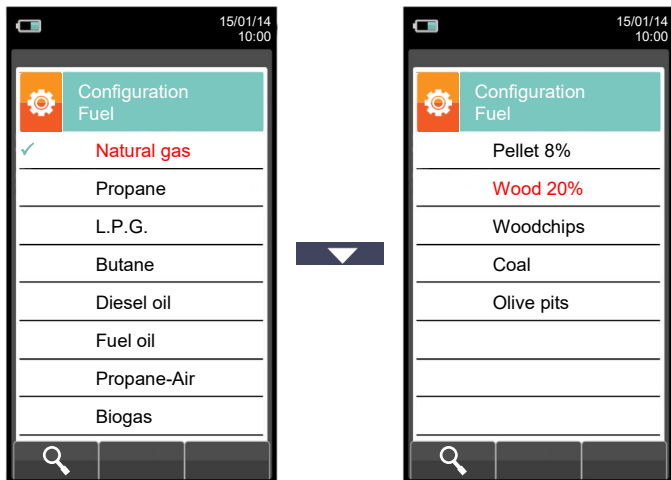 15/01/14
10:00
Configuration
Fuel
✓ Natural gas
Propane
L.P.G.
Butane
Diesel oil
Fuel oil
Propane-Air
Biogas
15/01/14
10:00
Configuration
Fuel
Pellet 8%
Wood 20%
Woodchips
Coal
Olive pits